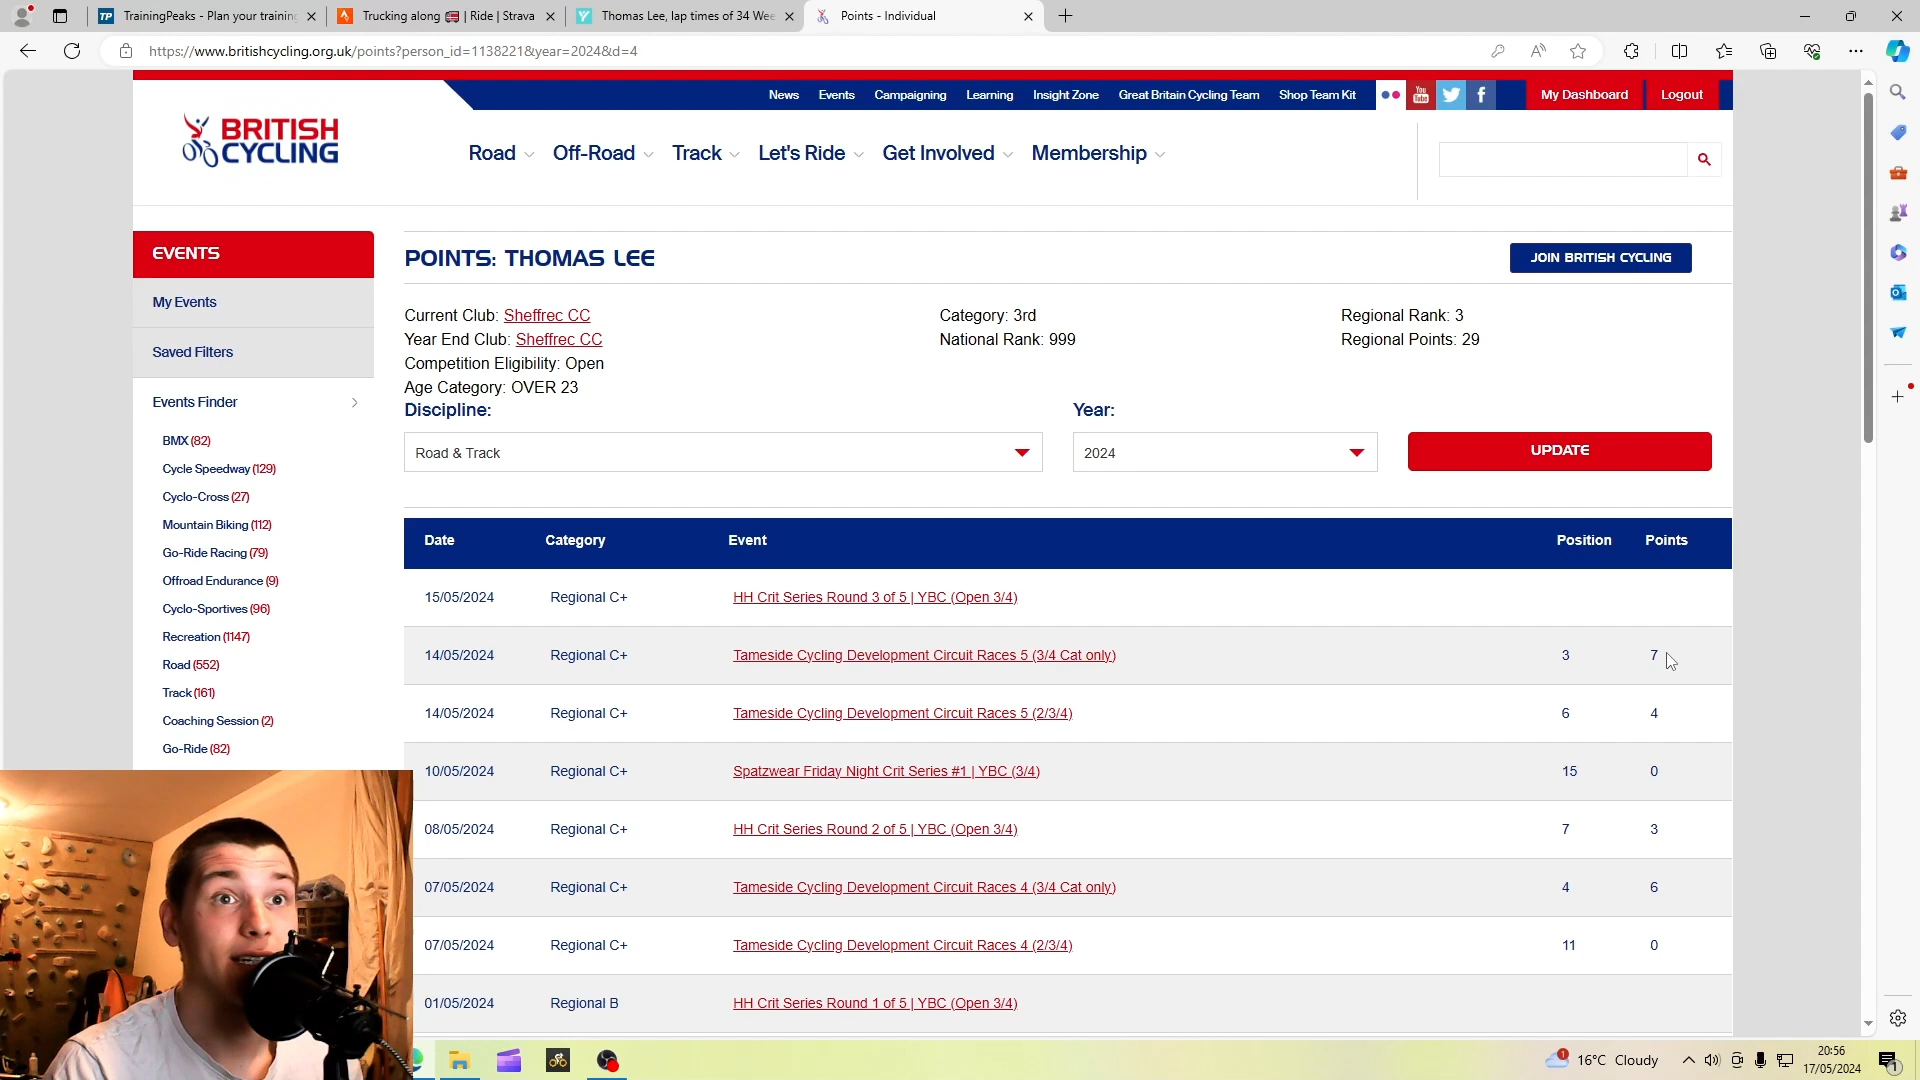 TrainingPeaks - Plan your training
Trucking along | Ride | Strava
Thomas Lee, lap times of 34 Wee
Points - Individual
https://www.britishcycling.org.uk/points?person_id=1138221&year=2024&d=4
News
Events
Campaigning
Learning
Insight Zone
Great Britain Cycling Team
Shop Team Kit
You Tube
My Dashboard
Logout
BRITISH
CYCLING
Road
Off-Road
Track
Let's Ride
Get Involved
Membership
EVENTS
My Events
Saved Filters
Events Finder
BMX (82)
Cycle Speedway (129)
Cyclo-Cross (27)
Mountain Biking (112)
Go-Ride Racing (79)
Offroad Endurance (9)
Cyclo-Sportives (96)
Recreation (1147)
Road (552)
Track (161)
Coaching Session (2)
Go-Ride (82)
POINTS: THOMAS LEE
JOIN BRITISH CYCLING
Current Club: Sheffrec CC
Category: 3rd
Regional Rank: 3
Year End Club: Sheffrec CC
National Rank: 999
Regional Points: 29
Competition Eligibility: Open
Age Category: OVER 23
Discipline:
Year:
Road & Track
2024
UPDATE
Date Category Event Position Points
15/05/2024 Regional C+ HH Crit Series Round 3 of 5 | YBC (Open 3/4)
14/05/2024 Regional C+ Tameside Cycling Development Circuit Races 5 (3/4 Cat only) 3 7
14/05/2024 Regional C+ Tameside Cycling Development Circuit Races 5 (2/3/4) 6 4
10/05/2024 Regional C+ Spatzwear Friday Night Crit Series #1 | YBC (3/4) 15 0
08/05/2024 Regional C+ HH Crit Series Round 2 of 5 | YBC (Open 3/4) 7 3
07/05/2024 Regional C+ Tameside Cycling Development Circuit Races 4 (3/4 Cat only) 4 6
07/05/2024 Regional C+ Tameside Cycling Development Circuit Races 4 (2/3/4) 11 0
01/05/2024 Regional B HH Crit Series Round 1 of 5 | YBC (Open 3/4)
1
16°C Cloudy
20:56
17/05/2024
1